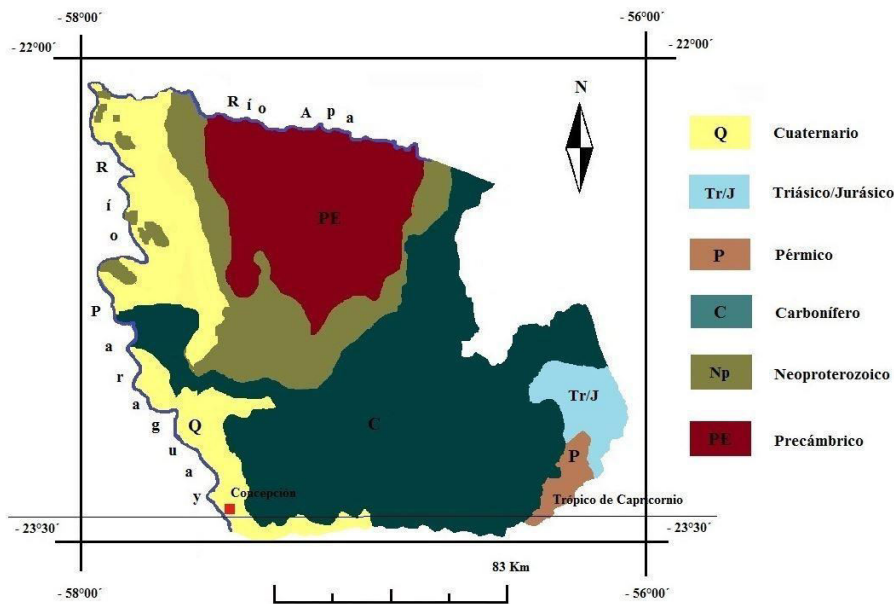 - 58°00´
- 56°00´
- 22°00´
- 22°00´
Río Apa
N
Río Paraguay
PE
Q
C
Tr/J
P
Concepción
Trópico de Capricornio
- 23°30´
- 23°30´
83 Km
- 58°00´
- 56°00´
Q Cuaternario
Tr/J Triásico/Jurásico
P Pérmico
C Carbonífero
Np Neoproterozoico
PE Precámbrico